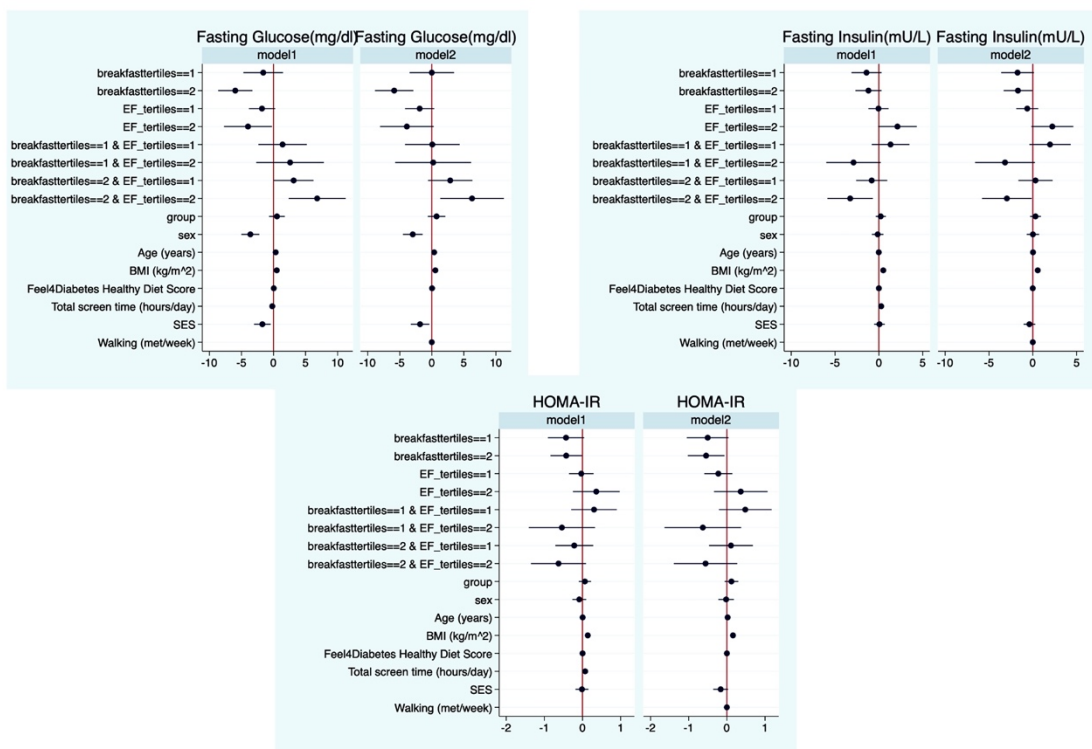 Fasting Glucose(mg/dl) Fasting Glucose(mg/dl)
model1 model2
breakfasttertiles==1
breakfasttertiles==2
EF_tertiles==1
EF_tertiles==2
breakfasttertiles==1 & EF_tertiles==1
breakfasttertiles==1 & EF_tertiles==2
breakfasttertiles==2 & EF_tertiles==1
breakfasttertiles==2 & EF_tertiles==2
group
sex
Age (years)
BMI (kg/m^2)
Feel4Diabetes Healthy Diet Score
Total screen time (hours/day)
SES
Walking (met/week)
-10 -5 0 5 10 -10 -5 0 5 10
Fasting Insulin(mU/L) Fasting Insulin(mU/L)
model1 model2
breakfasttertiles==1
breakfasttertiles==2
EF_tertiles==1
EF_tertiles==2
breakfasttertiles==1 & EF_tertiles==1
breakfasttertiles==1 & EF_tertiles==2
breakfasttertiles==2 & EF_tertiles==1
breakfasttertiles==2 & EF_tertiles==2
group
sex
Age (years)
BMI (kg/m^2)
Feel4Diabetes Healthy Diet Score
Total screen time (hours/day)
SES
Walking (met/week)
-10 -5 0 5 -10 -5 0 5
HOMA-IR HOMA-IR
model1 model2
breakfasttertiles==1
breakfasttertiles==2
EF_tertiles==1
EF_tertiles==2
breakfasttertiles==1 & EF_tertiles==1
breakfasttertiles==1 & EF_tertiles==2
breakfasttertiles==2 & EF_tertiles==1
breakfasttertiles==2 & EF_tertiles==2
group
sex
Age (years)
BMI (kg/m^2)
Feel4Diabetes Healthy Diet Score
Total screen time (hours/day)
SES
Walking (met/week)
-2 -1 0 1 -2 -1 0 1